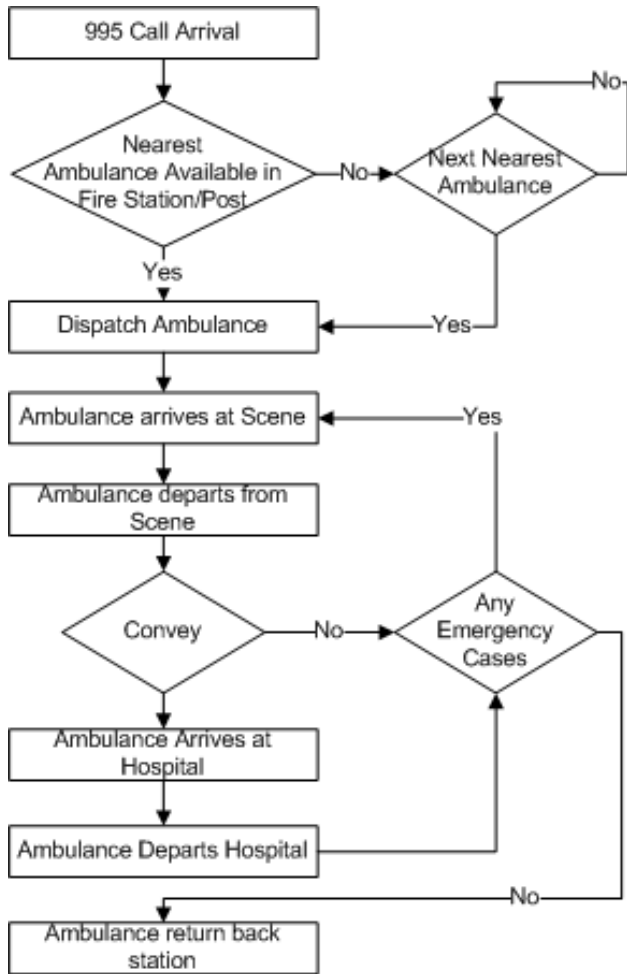 995 Call Arrival
No
Nearest
Ambulance Available in
Fire Station/Post
No
Next Nearest
Ambulance
Yes
Dispatch Ambulance
Yes
Ambulance arrives at Scene
Yes
Ambulance departs from
Scene
Convey
No
Any
Emergency
Cases
Ambulance Arrives at
Hospital
Ambulance Departs Hospital
No
Ambulance return back
station